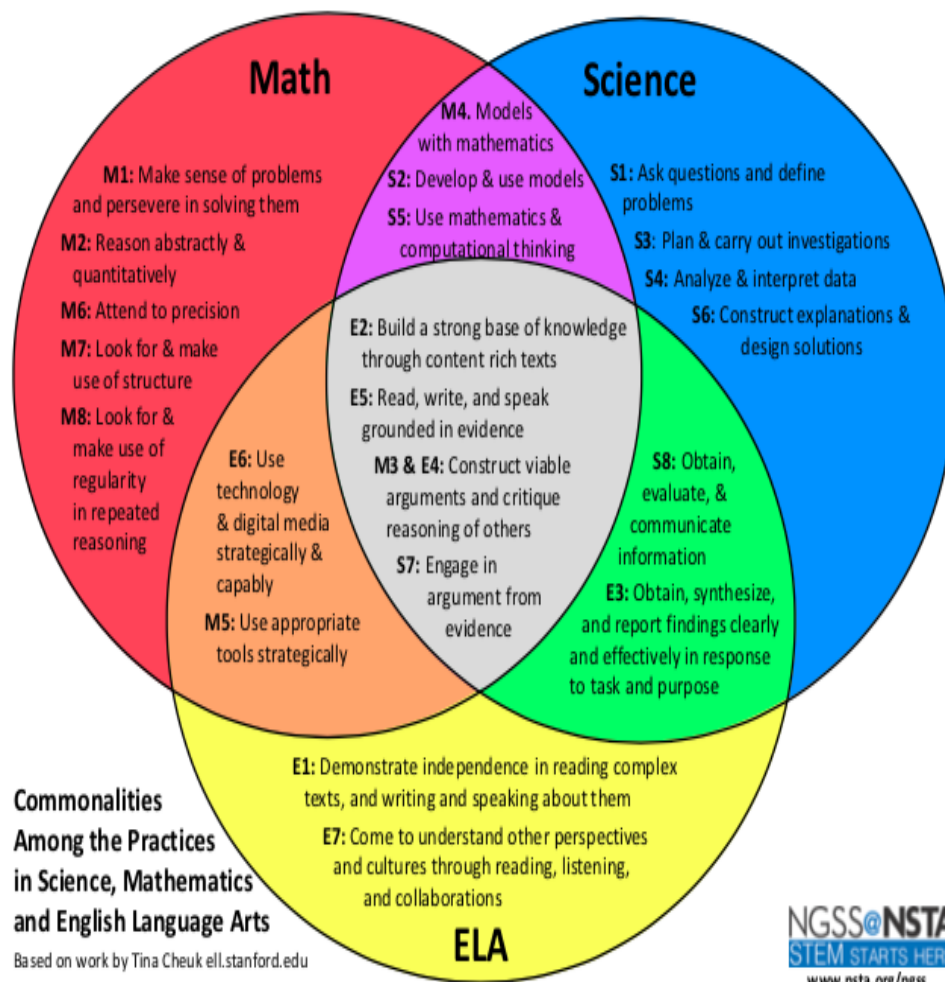 Math
Science
M4. Models
with mathematics
S2: Develop & use models
S5: Use mathematics &
computational thinking
M1: Make sense of problems
and persevere in solving them
M2: Reason abstractly &
quantitatively
M6: Attend to precision
M7: Look for & make
use of structure
M8: Look for &
make use of
regularity
in repeated
reasoning
S1: Ask questions and define
problems
S3: Plan & carry out investigations
S4: Analyze & interpret data
S6: Construct explanations &
design solutions
E2: Build a strong base of knowledge
through content rich texts
E5: Read, write, and speak
grounded in evidence
M3 & E4: Construct viable
arguments and critique
reasoning of others
S7: Engage in
argument from
evidence
E6: Use
technology
& digital media
strategically &
capably
M5: Use appropriate
tools strategically
S8: Obtain,
evaluate, &
communicate
information
E3: Obtain, synthesize,
and report findings clearly
and effectively in response
to task and purpose
E1: Demonstrate independence in reading complex
texts, and writing and speaking about them
E7: Come to understand other perspectives
and cultures through reading, listening,
and collaborations
ELA
Commonalities
Among the Practices
in Science, Mathematics
and English Language Arts
Based on work by Tina Cheuk ell.stanford.edu
NGSS@NSTA
STEM STARTS HERE
www.nsta.org/ngss